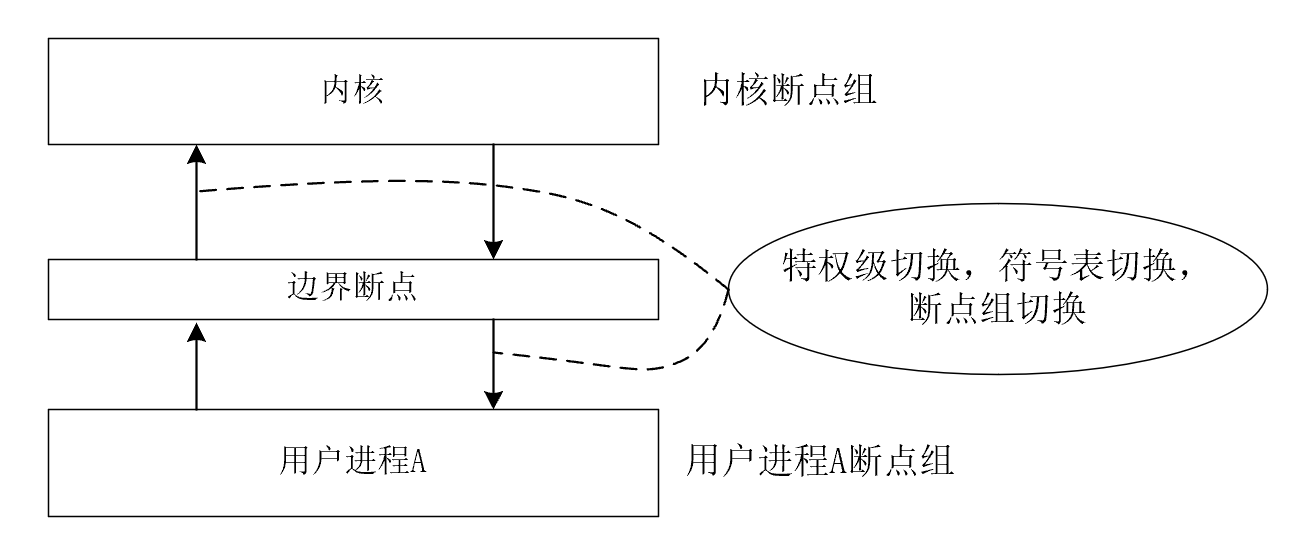 内核
内核断点组
边界断点
特权级切换，符号表切换，
断点组切换
用户进程A
用户进程A断点组